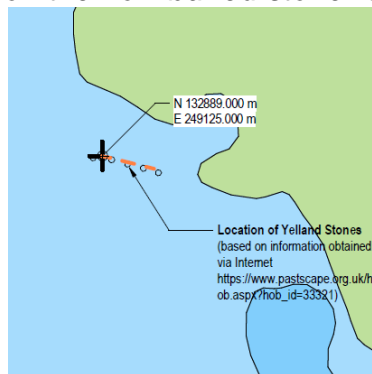 N 132889.000 m
E 249125.000 m
Location of Yelland Stones
(based on information obtained
via Internet
https://www.pastscape.org.uk/h
ob.aspx?hob_id=33321)